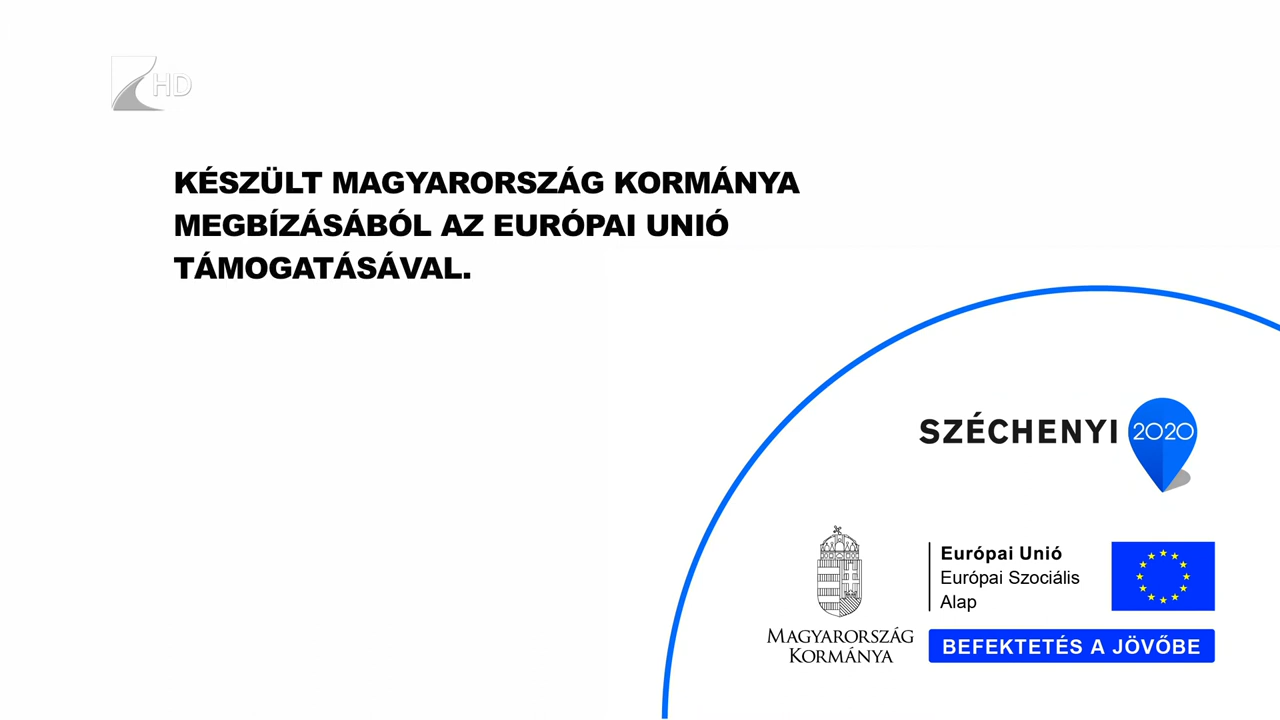 HD
KÉSZÜLT MAGYARORSZÁG KORMÁNYA
MEGBÍZÁSÁBÓL AZ EURÓPAI UNIÓ
TÁMOGATÁSÁVAL.
SZÉCHENYI 2020
MAGYARORSZÁG
KORMÁNYA
Európai Unió
Európai Szociális
Alap
BEFEKTETÉS A JÖVŐBE